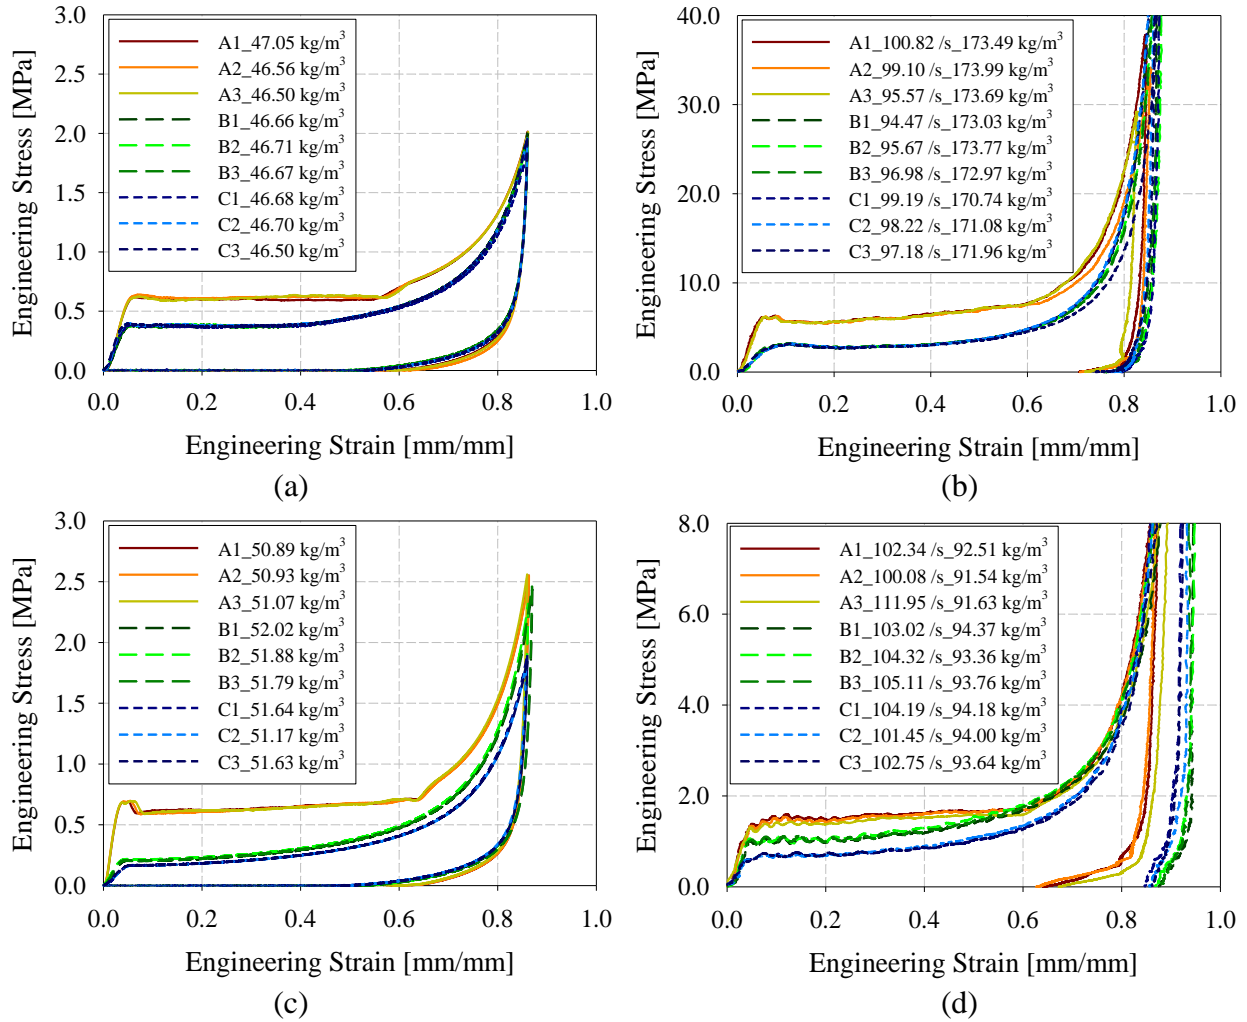 3.0
2.5
2.0
1.5
1.0
0.5
0.0
Engineering Stress [MPa]
A1_47.05 kg/m³
A2_46.56 kg/m³
A3_46.50 kg/m³
B1_46.66 kg/m³
B2_46.71 kg/m³
B3_46.67 kg/m³
C1_46.68 kg/m³
C2_46.70 kg/m³
C3_46.50 kg/m³
0.0 0.2 0.4 0.6 0.8 1.0
Engineering Strain [mm/mm]
(a)
40.0
30.0
20.0
10.0
0.0
Engineering Stress [MPa]
A1_100.82 /s_173.49 kg/m³
A2_99.10 /s_173.99 kg/m³
A3_95.57 /s_173.69 kg/m³
B1_94.47 /s_173.03 kg/m³
B2_95.67 /s_173.77 kg/m³
B3_96.98 /s_172.97 kg/m³
C1_99.19 /s_170.74 kg/m³
C2_98.22 /s_171.08 kg/m³
C3_97.18 /s_171.96 kg/m³
0.0 0.2 0.4 0.6 0.8 1.0
Engineering Strain [mm/mm]
(b)
3.0
2.5
2.0
1.5
1.0
0.5
0.0
Engineering Stress [MPa]
A1_50.89 kg/m³
A2_50.93 kg/m³
A3_51.07 kg/m³
B1_52.02 kg/m³
B2_51.88 kg/m³
B3_51.79 kg/m³
C1_51.64 kg/m³
C2_51.17 kg/m³
C3_51.63 kg/m³
0.0 0.2 0.4 0.6 0.8 1.0
Engineering Strain [mm/mm]
(c)
8.0
6.0
4.0
2.0
0.0
Engineering Stress [MPa]
A1_102.34 /s_92.51 kg/m³
A2_100.08 /s_91.54 kg/m³
A3_111.95 /s_91.63 kg/m³
B1_103.02 /s_94.37 kg/m³
B2_104.32 /s_93.36 kg/m³
B3_105.11 /s_93.76 kg/m³
C1_104.19 /s_94.18 kg/m³
C2_101.45 /s_94.00 kg/m³
C3_102.75 /s_93.64 kg/m³
0.0 0.2 0.4 0.6 0.8 1.0
Engineering Strain [mm/mm]
(d)